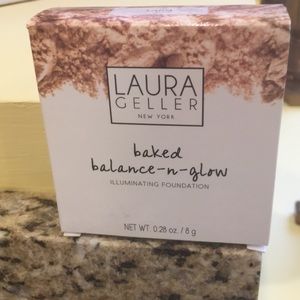 LAURA
GELLER
NEW YORK
baked
balance-n-glow
ILLUMINATING FOUNDATION
NET WT. 0.28 oz. / 8 g